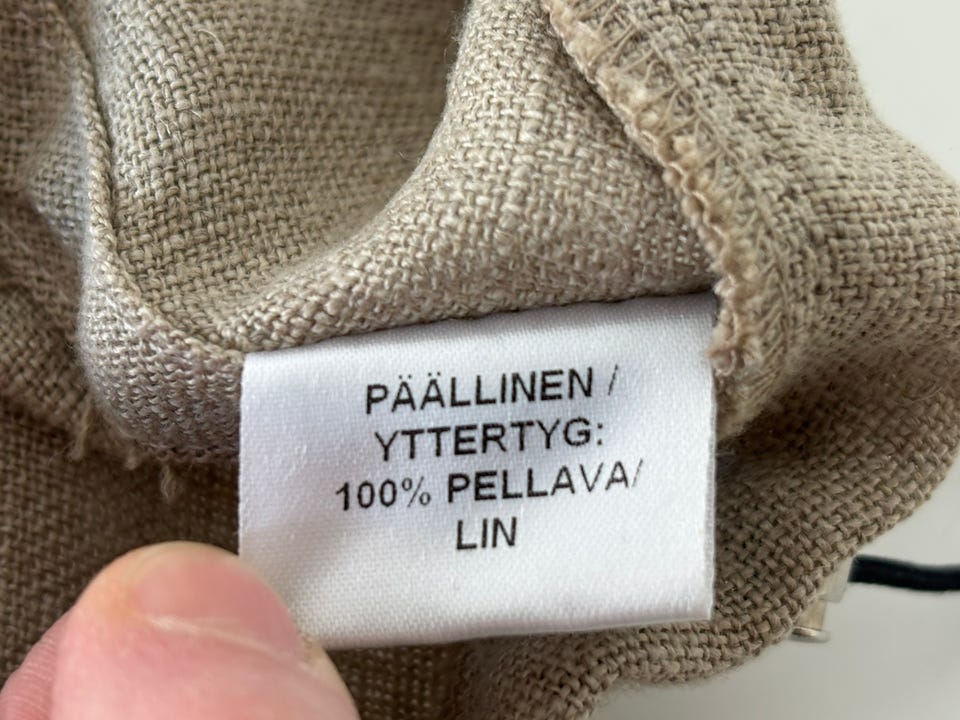 PÄÄLLINEN /
YTTERTYG:
100% PELLAVA/
LIN